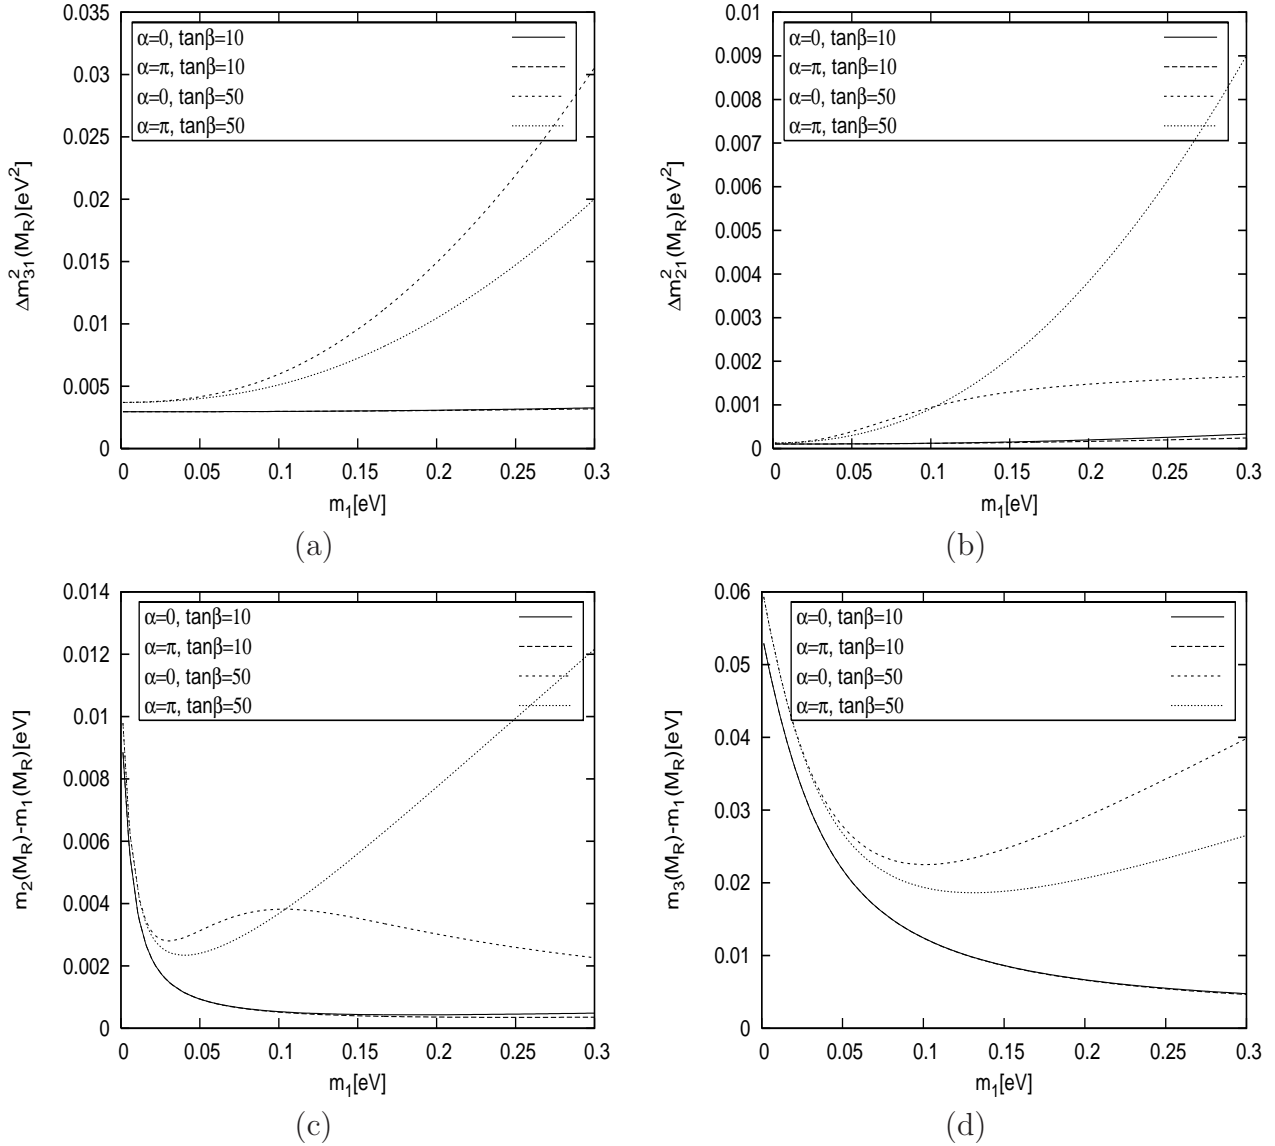 0.035
0.03
0.025
0.02
0.015
0.01
0.005
0
Δm²₃₁(M_R)[eV²]
α=0, tanβ=10
α=π, tanβ=10
α=0, tanβ=50
α=π, tanβ=50
0 0.05 0.1 0.15 0.2 0.25 0.3
m₁[eV]
(a)
0.01
0.009
0.008
0.007
0.006
0.005
0.004
0.003
0.002
0.001
0
Δm²₂₁(M_R)[eV²]
α=0, tanβ=10
α=π, tanβ=10
α=0, tanβ=50
α=π, tanβ=50
0 0.05 0.1 0.15 0.2 0.25 0.3
m₁[eV]
(b)
0.014
0.012
0.01
0.008
0.006
0.004
0.002
0
m₂(M_R)-m₁(M_R)[eV]
α=0, tanβ=10
α=π, tanβ=10
α=0, tanβ=50
α=π, tanβ=50
0 0.05 0.1 0.15 0.2 0.25 0.3
m₁[eV]
(c)
0.06
0.05
0.04
0.03
0.02
0.01
0
m₃(M_R)-m₁(M_R)[eV]
α=0, tanβ=10
α=π, tanβ=10
α=0, tanβ=50
α=π, tanβ=50
0 0.05 0.1 0.15 0.2 0.25 0.3
m₁[eV]
(d)